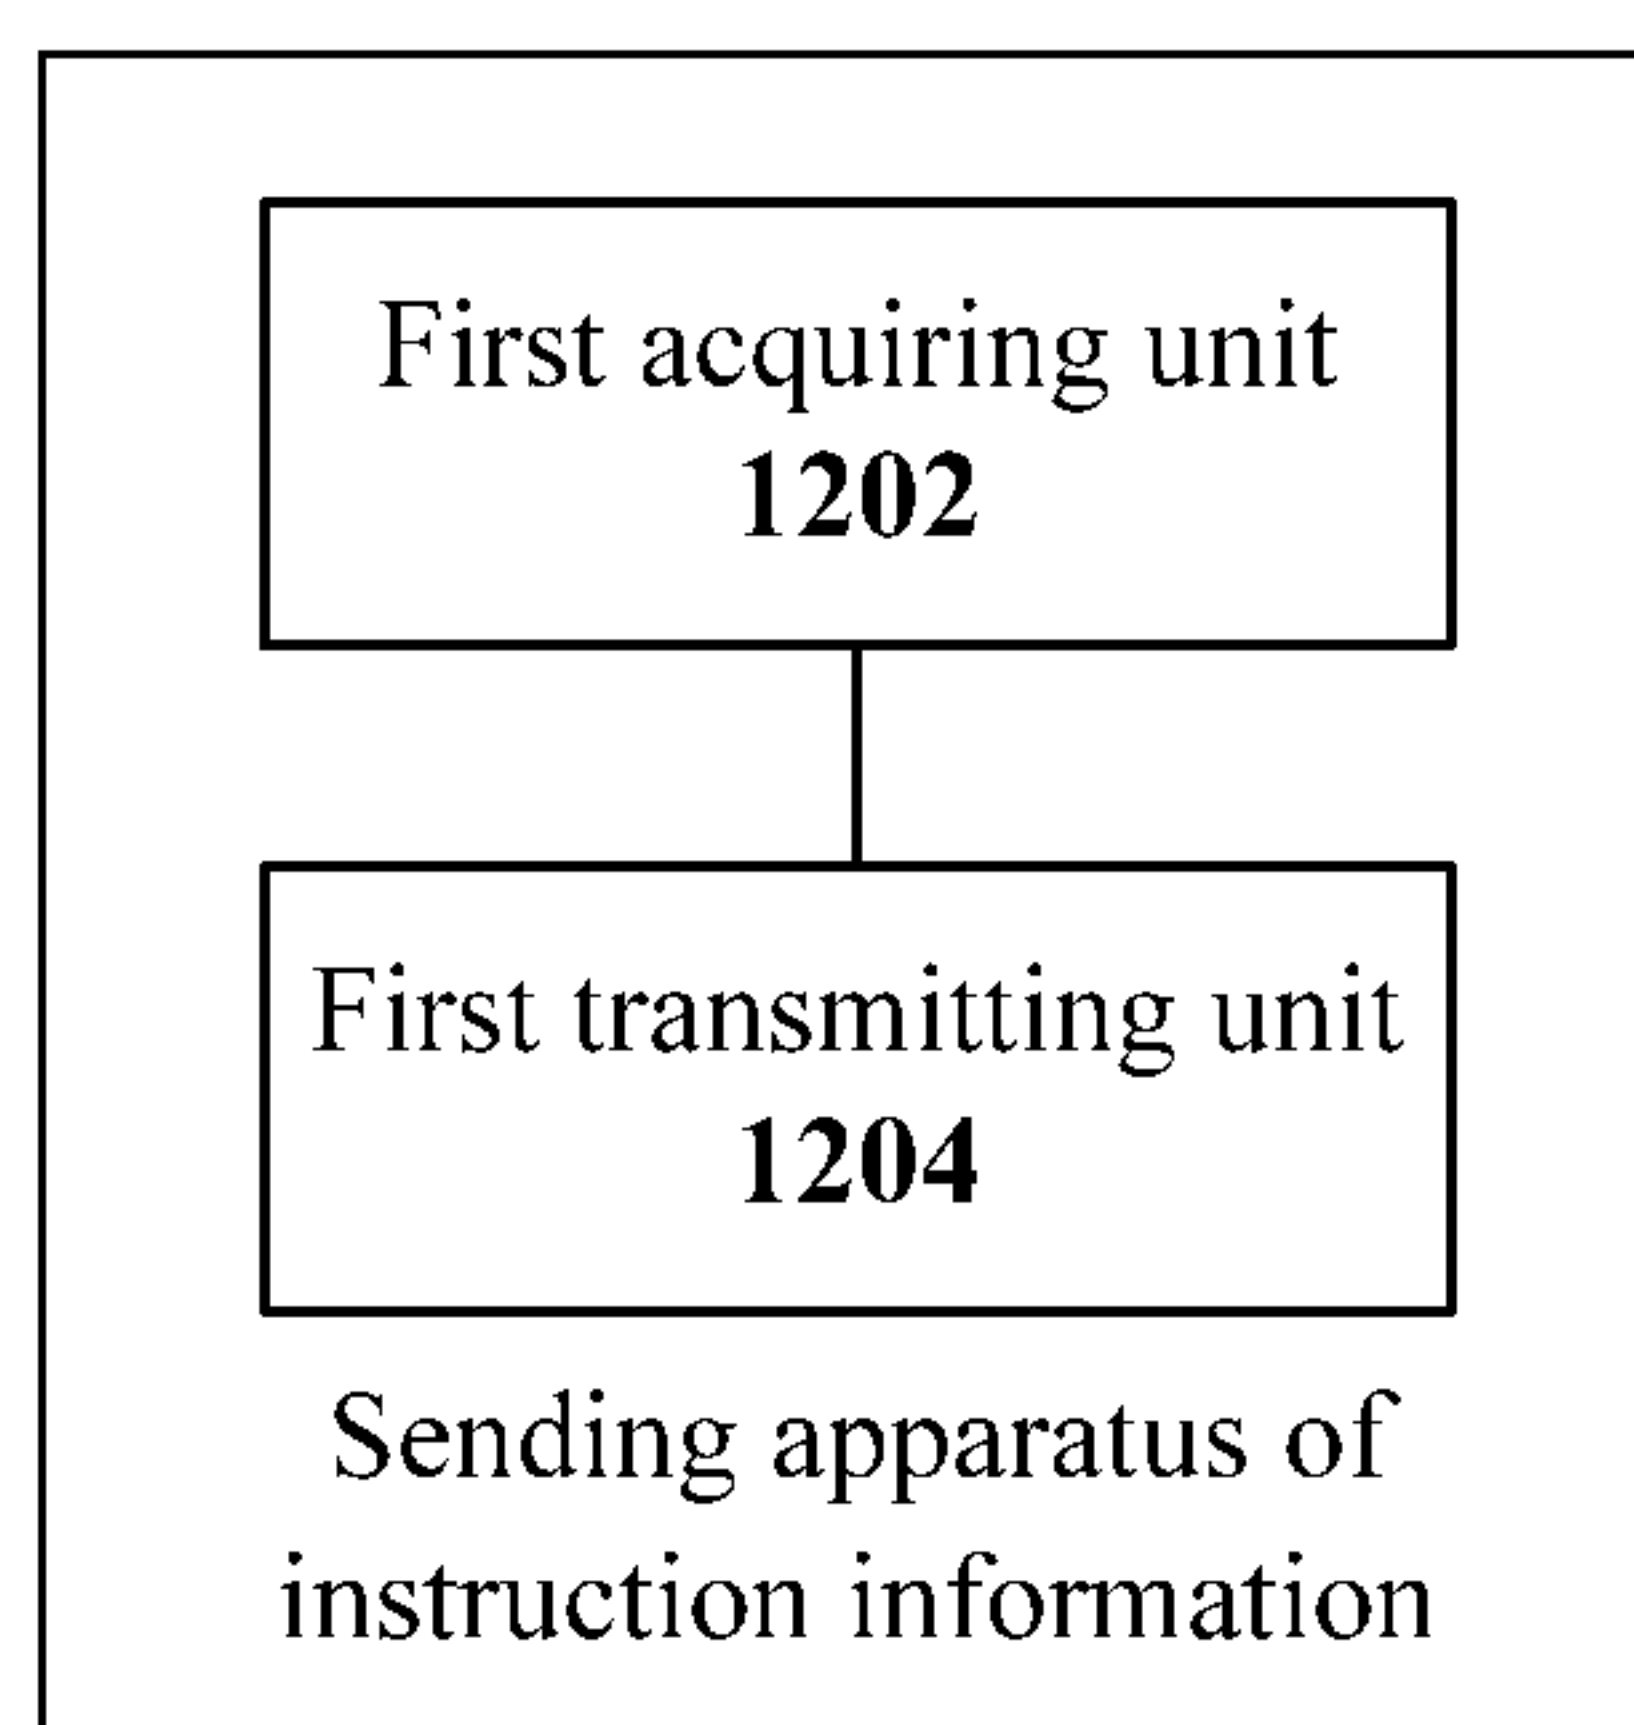 First acquiring unit
1202
First transmitting unit
1204
Sending apparatus of
instruction information